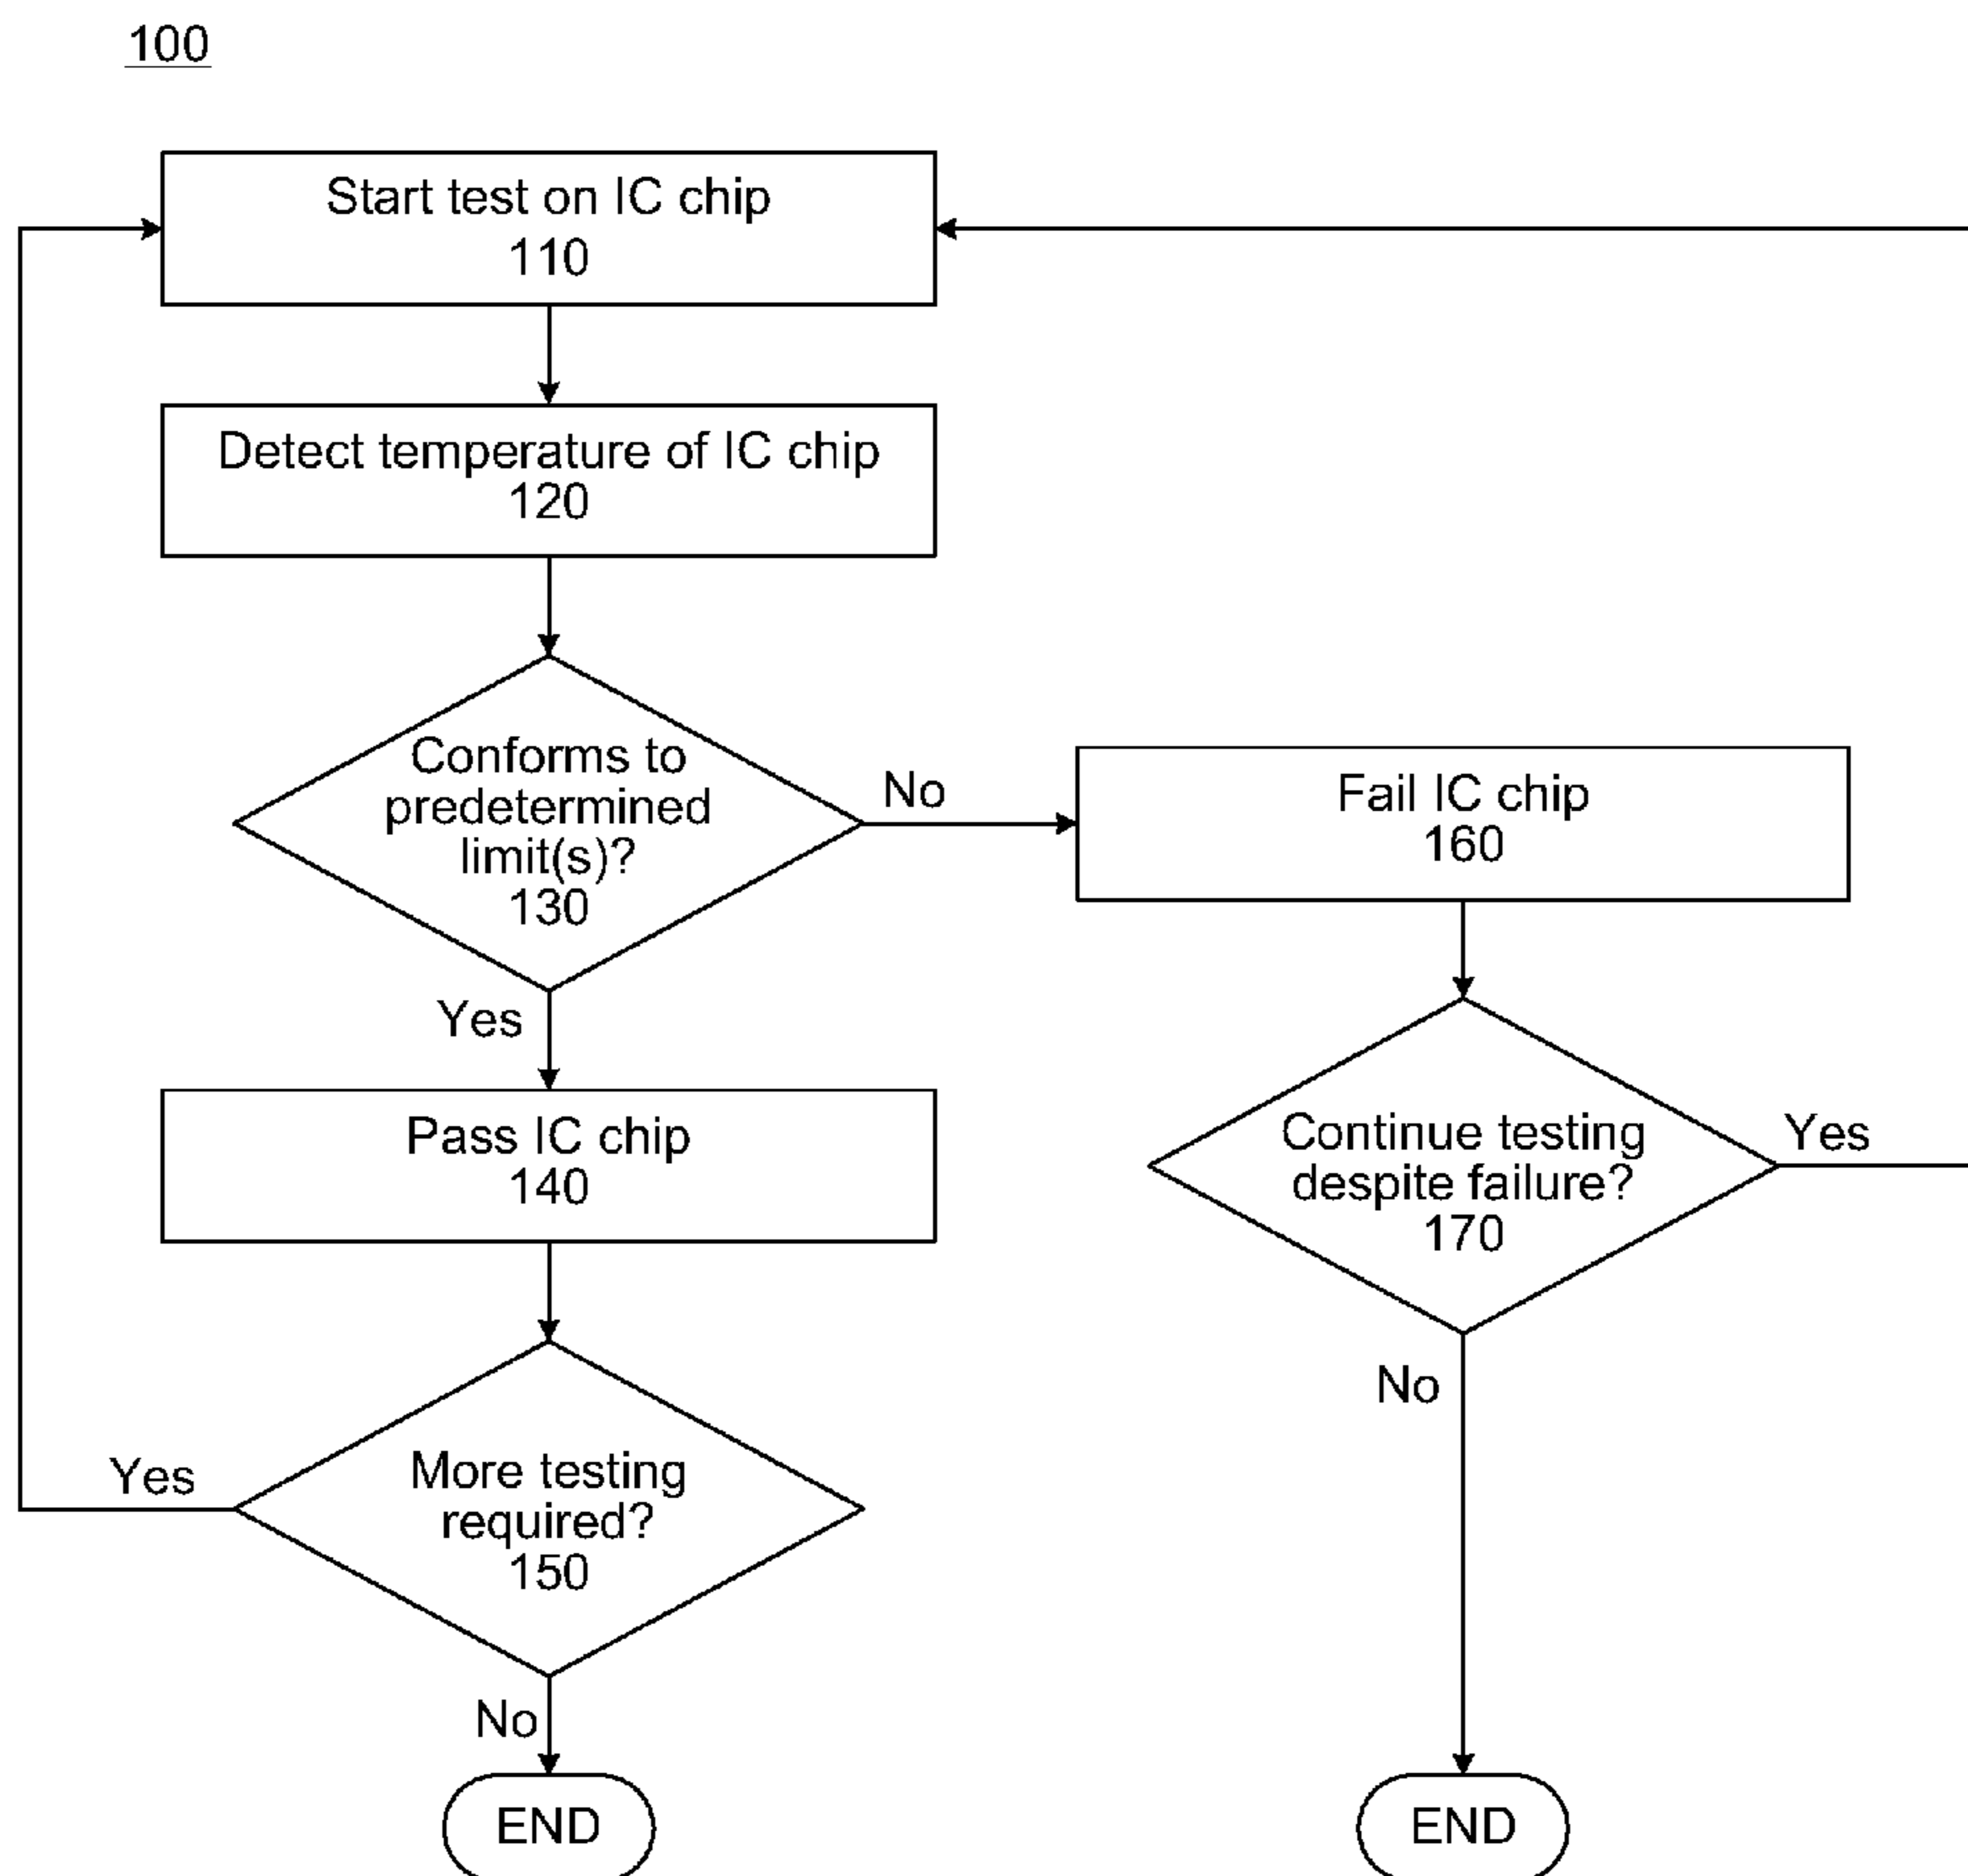 100
Start test on IC chip
110
Detect temperature of IC chip
120
Conforms to
predetermined
limit(s)?
130
No
Fail IC chip
160
Yes
Pass IC chip
140
Continue testing
despite failure?
170
Yes
No
More testing
required?
150
Yes
No
END
END